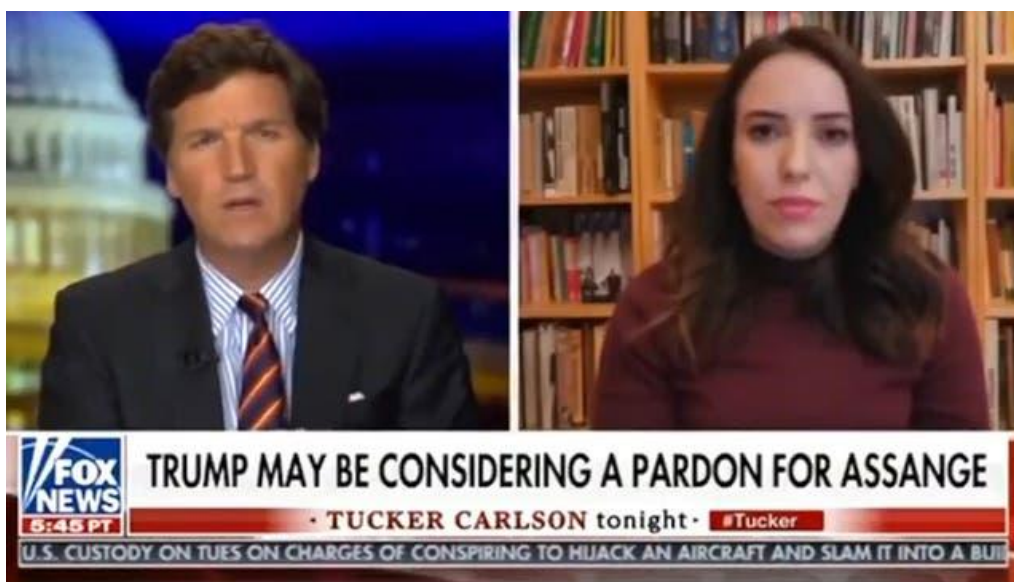 FOX
NEWS
5:45 PT
TRUMP MAY BE CONSIDERING A PARDON FOR ASSANGE
· TUCKER CARLSON tonight · #Tucker
U.S. CUSTODY ON TUES ON CHARGES OF CONSPIRING TO HIJACK AN AIRCRAFT AND SLAM IT INTO A BUI